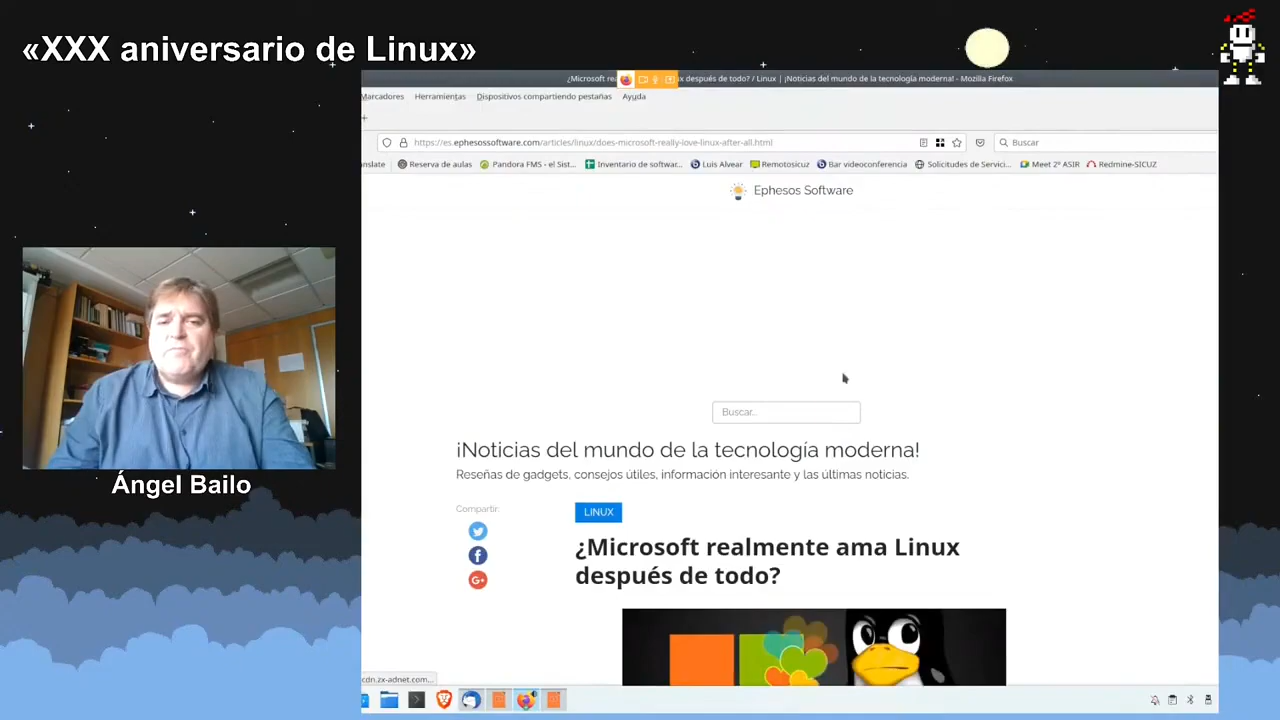 «XXX aniversario de Linux»
¿Microsoft re
ux después de todo? / Linux | ¡Noticias del mundo de la tecnología moderna! - Mozilla Firefox
Marcadores Herramientas Dispositivos compartiendo pestañas Ayuda
https://es.ephesossoftware.com/articles/linux/does-microsoft-really-love-linux-after-all.html
Buscar
nslate Reserva de aulas Pandora FMS - el Sist... Inventario de softwar... Luis Alvear Remotosicuz Bar videoconferencia Solicitudes de Servici... Meet 2º ASIR Redmine-SICUZ
Ephesos Software
Buscar...
¡Noticias del mundo de la tecnología moderna!
Reseñas de gadgets, consejos útiles, información interesante y las últimas noticias.
Compartir:
LINUX
¿Microsoft realmente ama Linux
después de todo?
Ángel Bailo
cdn.zx-adnet.com...